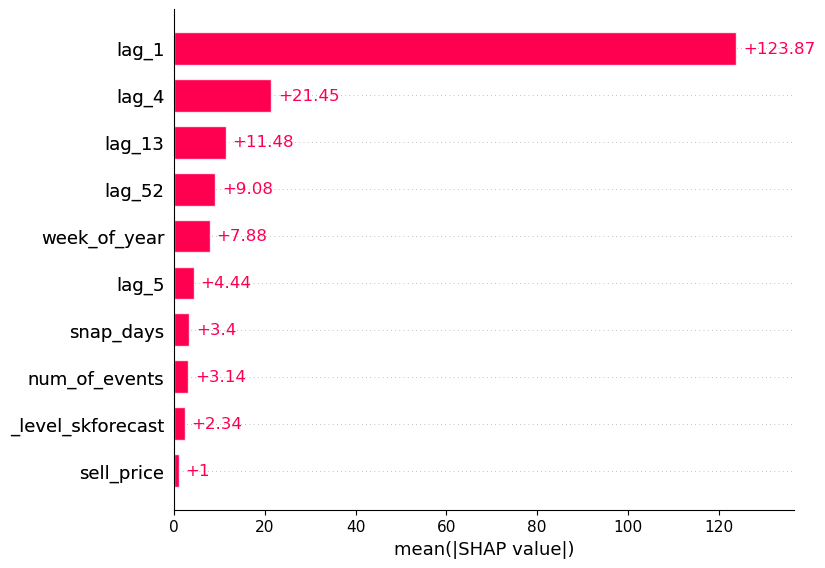 lag_1 +123.87
lag_4 +21.45
lag_13 +11.48
lag_52 +9.08
week_of_year +7.88
lag_5 +4.44
snap_days +3.4
num_of_events +3.14
_level_skforecast +2.34
sell_price +1
0 20 40 60 80 100 120
mean(|SHAP value|)